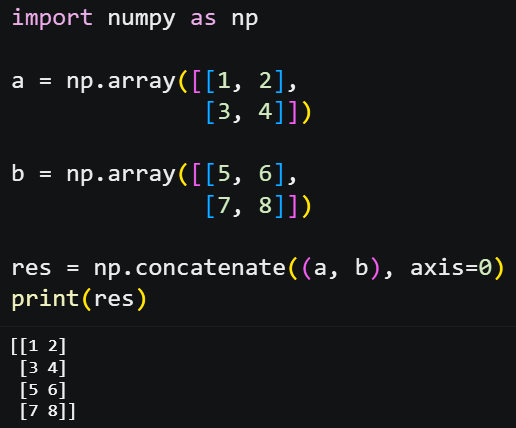 import numpy as np
a = np.array([[1, 2],
              [3, 4]])
b = np.array([[5, 6],
              [7, 8]])
res = np.concatenate((a, b), axis=0)
print(res)
[[1 2]
 [3 4]
 [5 6]
 [7 8]]